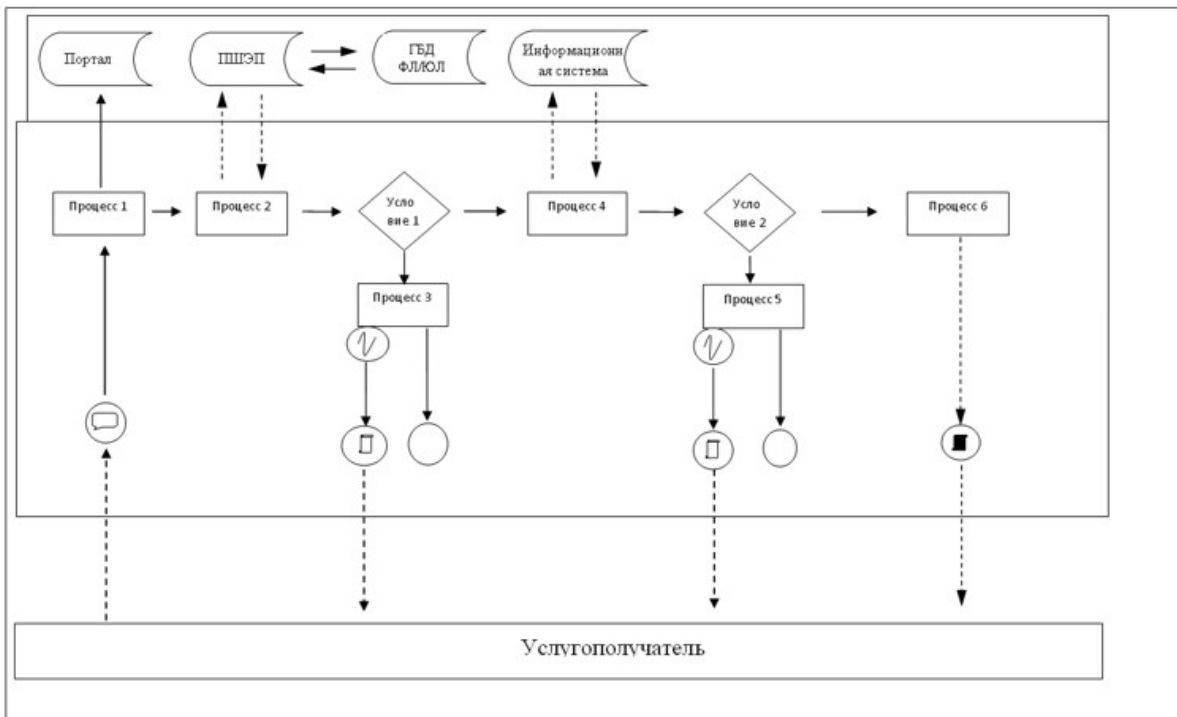 Портал
ПШЭП
ГБД
ФЛ/ЮЛ
Информационн
ая система
Процесс 1
Процесс 2
Усло
вие 1
Процесс 4
Усло
вие 2
Процесс 6
Процесс 3
Процесс 5
Услугополучатель